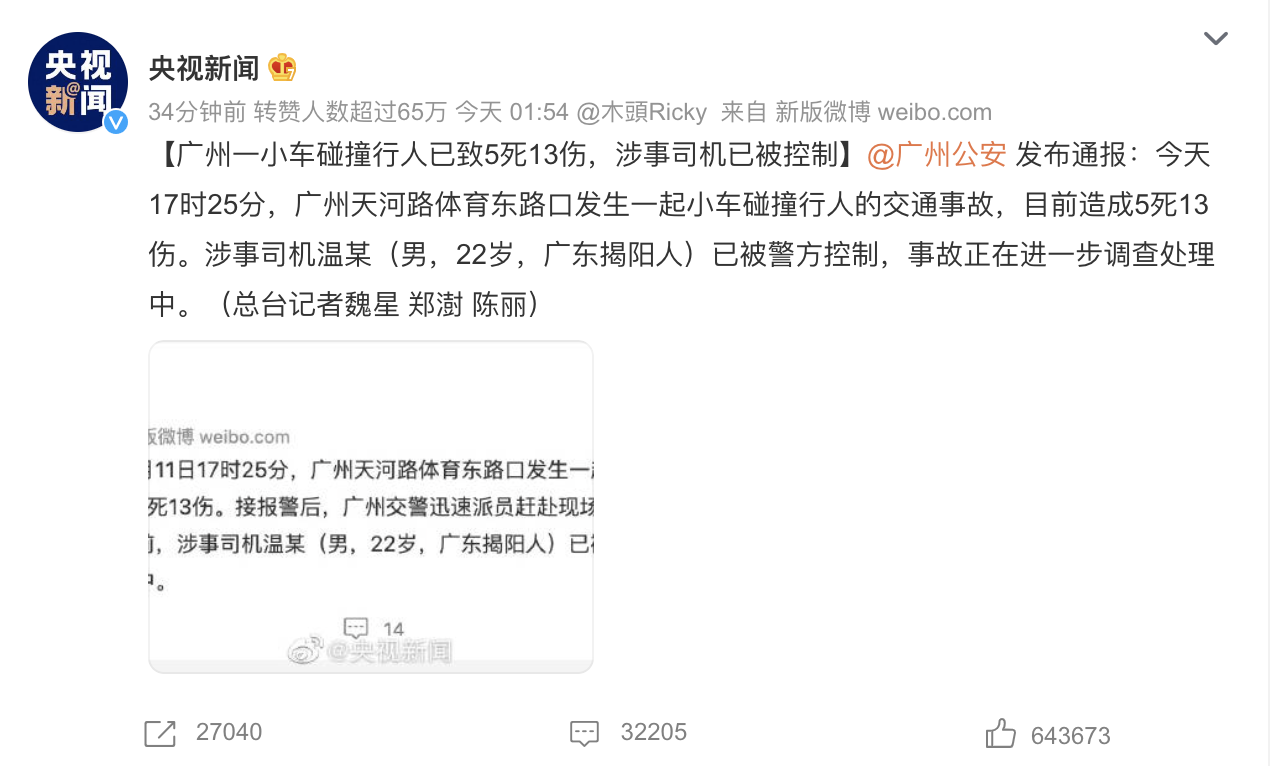 央视
新@闻
央视新闻
34分钟前 转赞人数超过65万 今天 01:54 @木頭Ricky 来自 新版微博 weibo.com
【广州一小车碰撞行人已致5死13伤，涉事司机已被控制】@广州公安 发布通报：今天
17时25分，广州天河路体育东路口发生一起小车碰撞行人的交通事故，目前造成5死13
伤。涉事司机温某（男，22岁，广东揭阳人）已被警方控制，事故正在进一步调查处理
中。（总台记者魏星 郑澍 陈丽）
版微博 weibo.com
月11日17时25分，广州天河路体育东路口发生一起
死13伤。接报警后，广州交警迅速派员赶赴现场
前，涉事司机温某（男，22岁，广东揭阳人）已被
中。
14
@央视新闻
27040 32205 643673